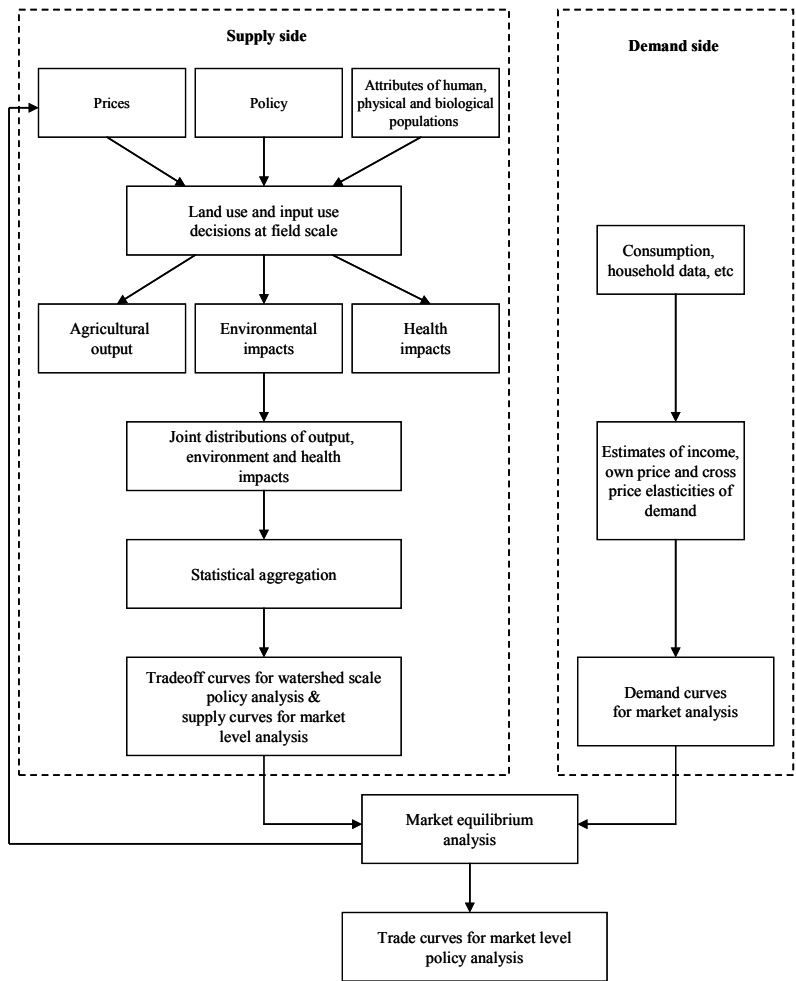 Supply side
Demand side
Prices
Policy
Attributes of human,
physical and biological
populations
Land use and input use
decisions at field scale
Agricultural
output
Environmental
impacts
Health
impacts
Joint distributions of output,
environment and health
impacts
Statistical aggregation
Tradeoff curves for watershed scale
policy analysis &
supply curves for market
level analysis
Consumption,
household data, etc
Estimates of income,
own price and cross
price elasticities of
demand
Demand curves
for market analysis
Market equilibrium
analysis
Trade curves for market level
policy analysis